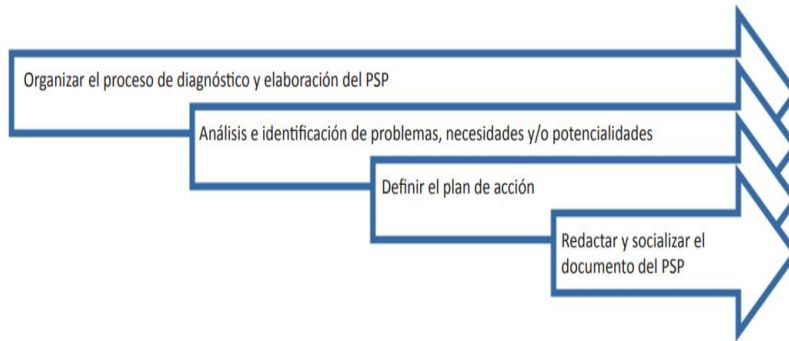 Organizar el proceso de diagnóstico y elaboración del PSP
Análisis e identificación de problemas, necesidades y/o potencialidades
Definir el plan de acción
Redactar y socializar el
documento del PSP